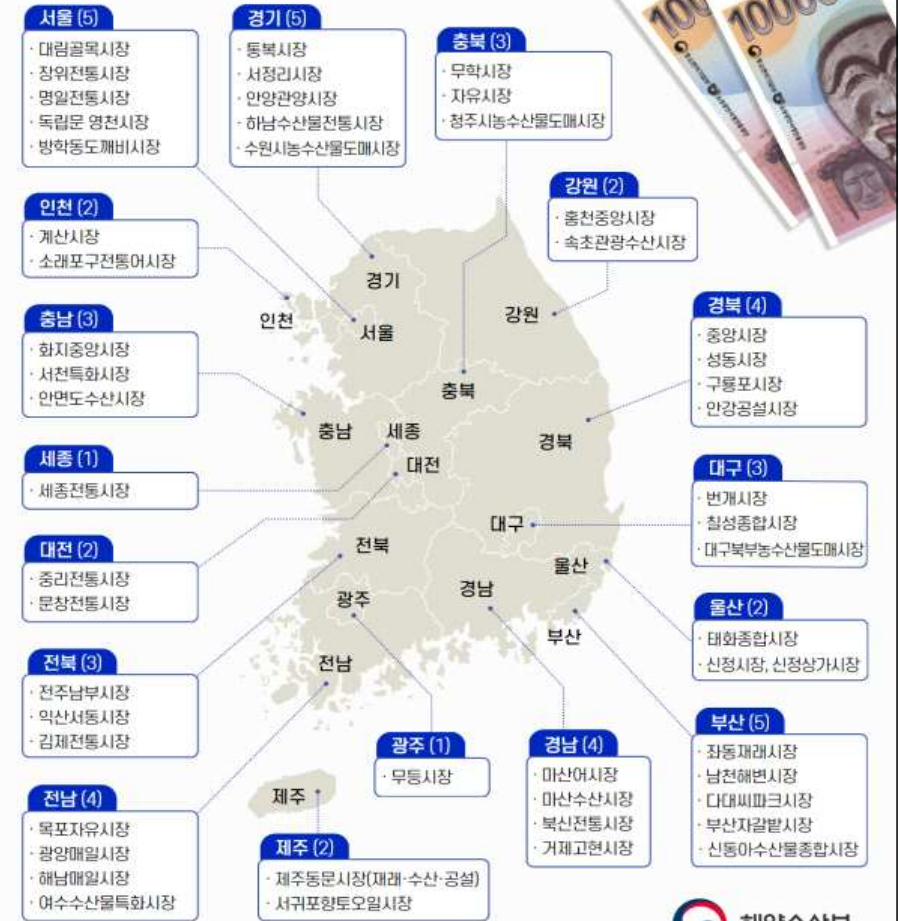 서울 (5)
· 대림골목시장
· 장위전통시장
· 명일전통시장
· 독립문 영천시장
· 방학동도깨비시장
경기 (5)
· 통복시장
· 서정리시장
· 안양관양시장
· 하남수산물전통시장
· 수원시농수산물도매시장
충북 (3)
· 무학시장
· 자유시장
· 청주시농수산물도매시장
강원 (2)
· 홍천중앙시장
· 속초관광수산시장
인천 (2)
· 계산시장
· 소래포구전통어시장
충남 (3)
· 화지중앙시장
· 서천특화시장
· 안면도수산시장
세종 (1)
· 세종전통시장
대전 (2)
· 중리전통시장
· 문창전통시장
전북 (3)
· 전주남부시장
· 익산서동시장
· 김제전통시장
전남 (4)
· 목포자유시장
· 광양매일시장
· 해남매일시장
· 여수수산물특화시장
경기
인천
서울
강원
충북
충남
세종
대전
경북
대구
전북
울산
경남
광주
부산
전남
제주
경북 (4)
· 중앙시장
· 성동시장
· 구룡포시장
· 안강공설시장
대구 (3)
· 번개시장
· 칠성종합시장
· 대구북부농수산물도매시장
울산 (2)
· 태화종합시장
· 신정시장, 신정상가시장
부산 (5)
· 좌동재래시장
· 남천해변시장
· 다대씨파크시장
· 부산자갈밭시장
· 신동아수산물종합시장
광주 (1)
· 무등시장
경남 (4)
· 마산어시장
· 마산수산시장
· 북신전통시장
· 거제고현시장
제주 (2)
· 제주동문시장(재래·수산·공설)
· 서귀포향토오일시장
해양수산부